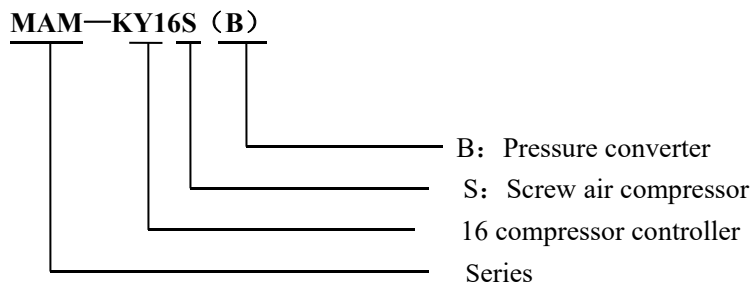 MAM—KY16S（B）
B：Pressure converter
S：Screw air compressor
16 compressor controller
Series